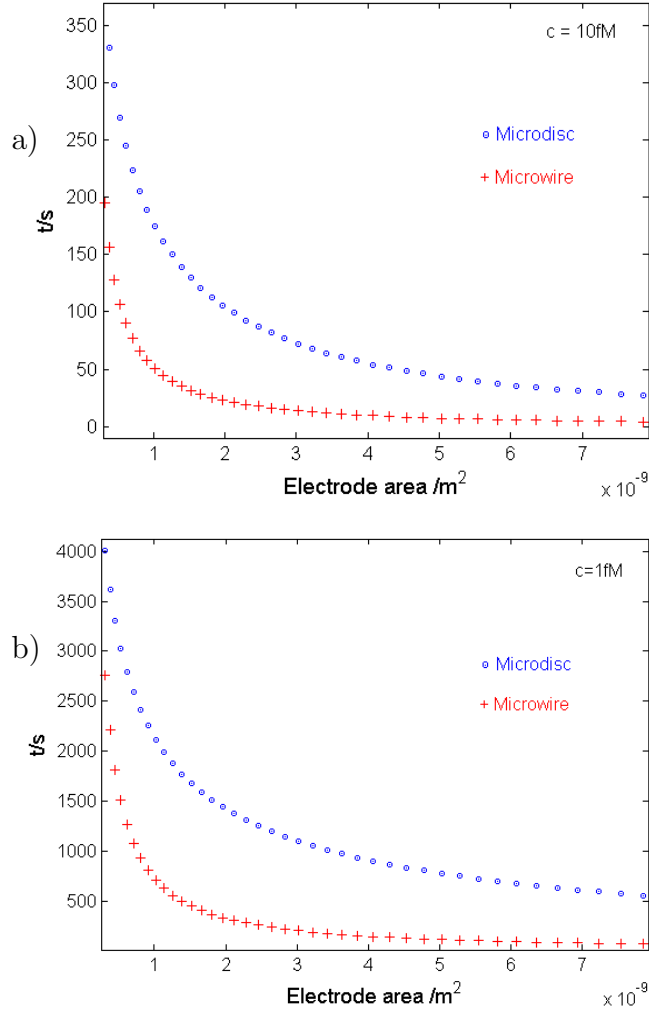 a)
c = 10fM
Microdisc
Microwire
t/s
350
300
250
200
150
100
50
0
1 2 3 4 5 6 7
Electrode area /m²
x 10⁻⁹
b)
c=1fM
Microdisc
Microwire
t/s
4000
3500
3000
2500
2000
1500
1000
500
1 2 3 4 5 6 7
Electrode area /m²
x 10⁻⁹